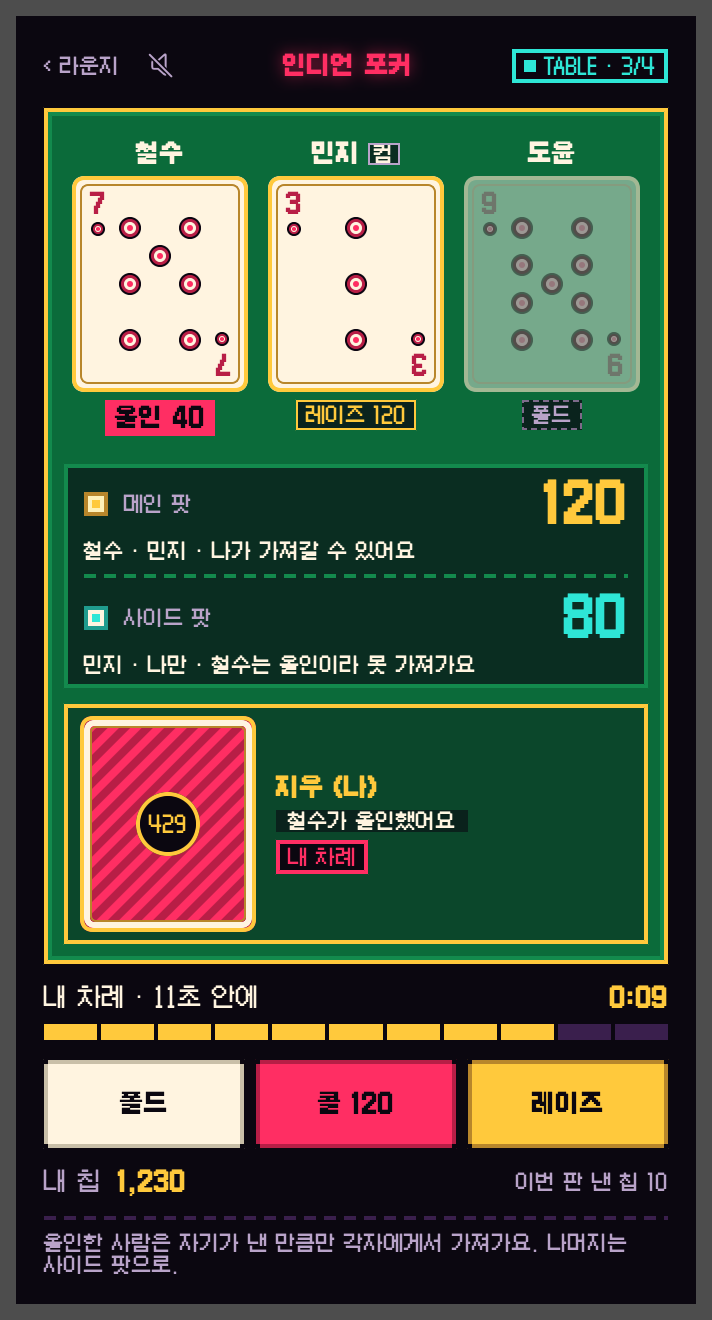 ‹ 라운지
인디언 포커
TABLE · 3/4
철수
민지 컴
도윤
7
7
3
3
9
9
올인 40
레이즈 120
폴드
메인 팟
120
철수 · 민지 · 나가 가져갈 수 있어요
사이드 팟
80
민지 · 나만 · 철수는 올인이라 못 가져가요
429
지우 (나)
철수가 올인했어요
내 차례
내 차례 · 11초 안에
0:09
폴드
콜 120
레이즈
내 칩 1,230
이번 판 낸 칩 10
올인한 사람은 자기가 낸 만큼만 각자에게서 가져가요. 나머지는
사이드 팟으로.